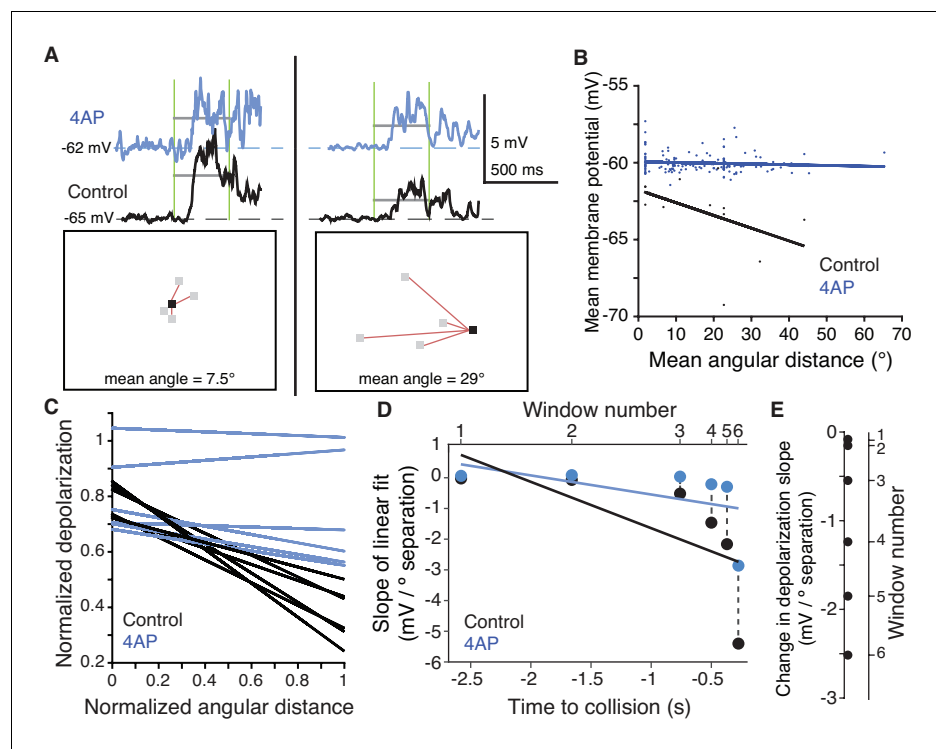 A
4AP
-62 mV
Control
-65 mV
5 mV
500 ms
mean angle = 7.5°
mean angle = 29°
B
Mean membrane potential (mV)
-55
-60
-65
-70
0 10 20 30 40 50 60 70
Mean angular distance (°)
Control
4AP
C
Normalized depolarization
1
0.8
0.6
0.4
0.2
0 0.2 0.4 0.6 0.8 1
Normalized angular distance
Control
4AP
D
Window number
1 2 3 4 5 6
Slope of linear fit
(mV / ° separation)
1
0
-1
-2
-3
-4
-5
-6
-2.5 -2 -1.5 -1 -0.5
Time to collision (s)
Control
4AP
E
Change in depolarization slope
(mV / ° separation)
0
-1
-2
-3
1
2
3
4
5
6
Window number